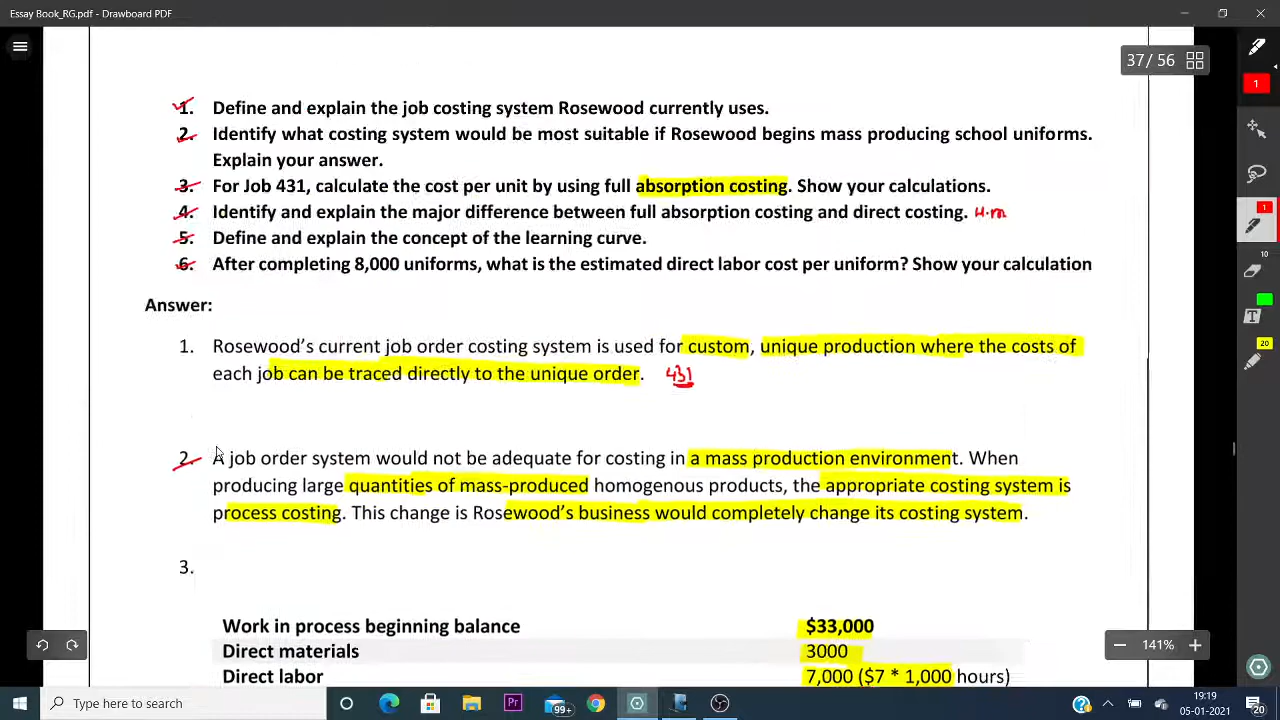 Essay Book_RG.pdf - Drawboard PDF
37/ 56
1. Define and explain the job costing system Rosewood currently uses.
2. Identify what costing system would be most suitable if Rosewood begins mass producing school uniforms.
Explain your answer.
3. For Job 431, calculate the cost per unit by using full absorption costing. Show your calculations.
4. Identify and explain the major difference between full absorption costing and direct costing.
5. Define and explain the concept of the learning curve.
6. After completing 8,000 uniforms, what is the estimated direct labor cost per uniform? Show your calculation
Answer:
1. Rosewood’s current job order costing system is used for custom, unique production where the costs of
each job can be traced directly to the unique order. 431
2. A job order system would not be adequate for costing in a mass production environment. When
producing large quantities of mass-produced homogenous products, the appropriate costing system is
process costing. This change is Rosewood’s business would completely change its costing system.
3.
Work in process beginning balance $33,000
Direct materials 3000
Direct labor 7,000 ($7 * 1,000 hours)
1
1
10
T
20
141%
Type here to search
Pr
99+
19:19
05-01-2021
20